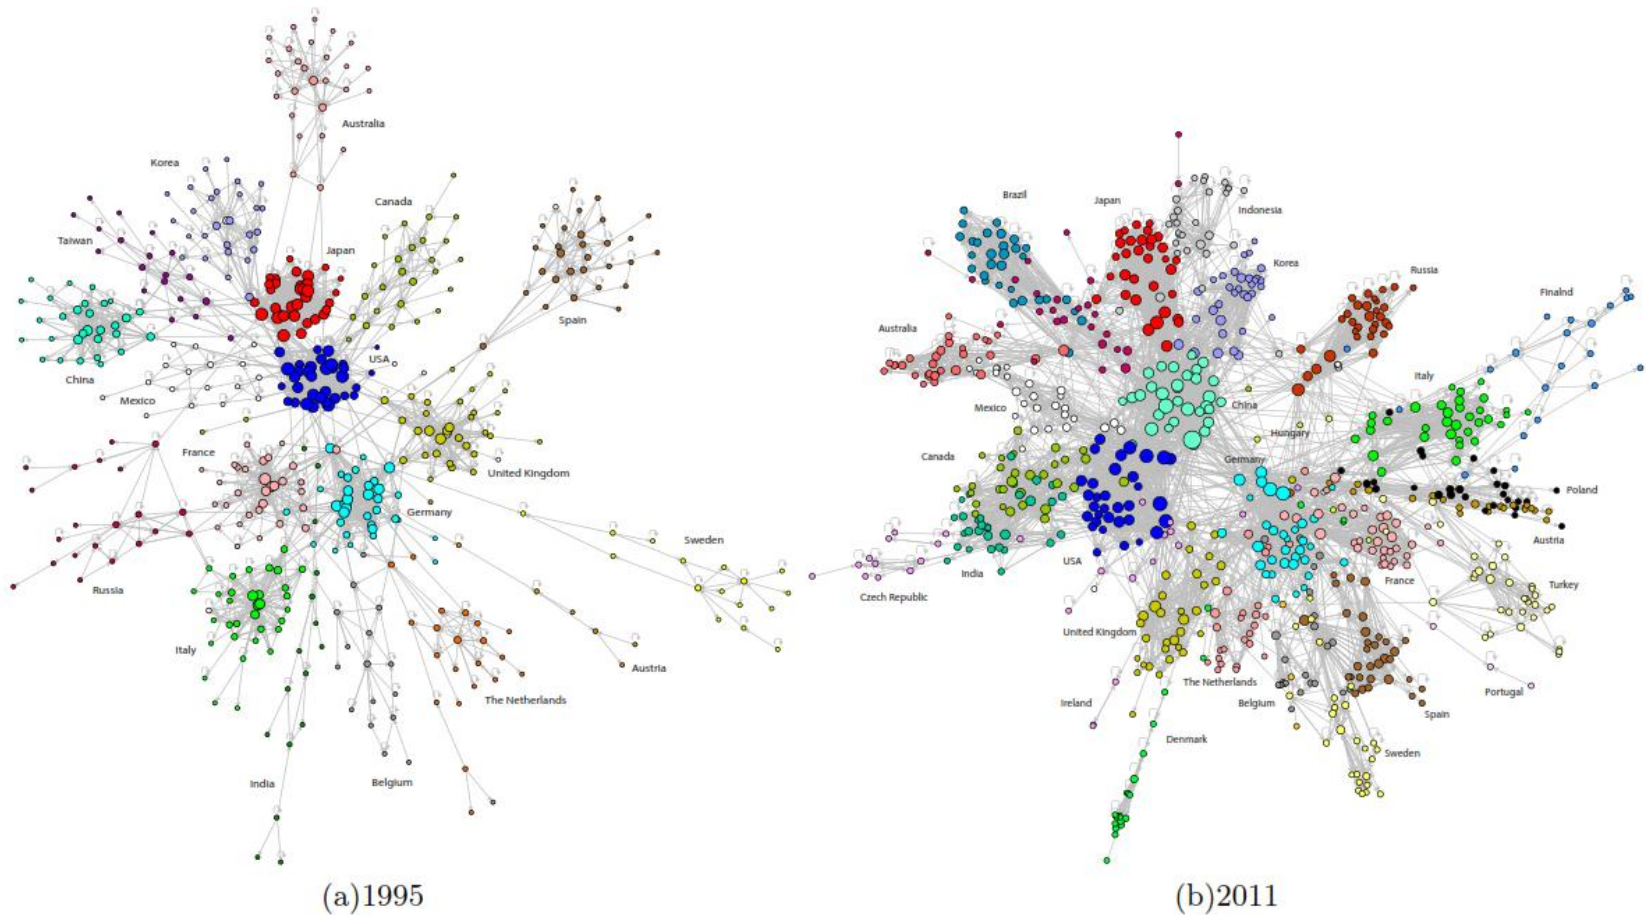 Australia
Korea
Canada
Taiwan
Japan
Spain
USA
China
Mexico
France
United Kingdom
Germany
Sweden
Russia
Italy
Austria
The Netherlands
India
Belgium
(a)1995
Brazil
Japan
Indonesia
Korea
Russia
Finalnd
Australia
Italy
Mexico
China
Hungary
Canada
Germany
Poland
Austria
India
USA
France
Turkey
Czech Republic
United Kingdom
The Netherlands
Portugal
Ireland
Belgium
Spain
Denmark
Sweden
(b)2011